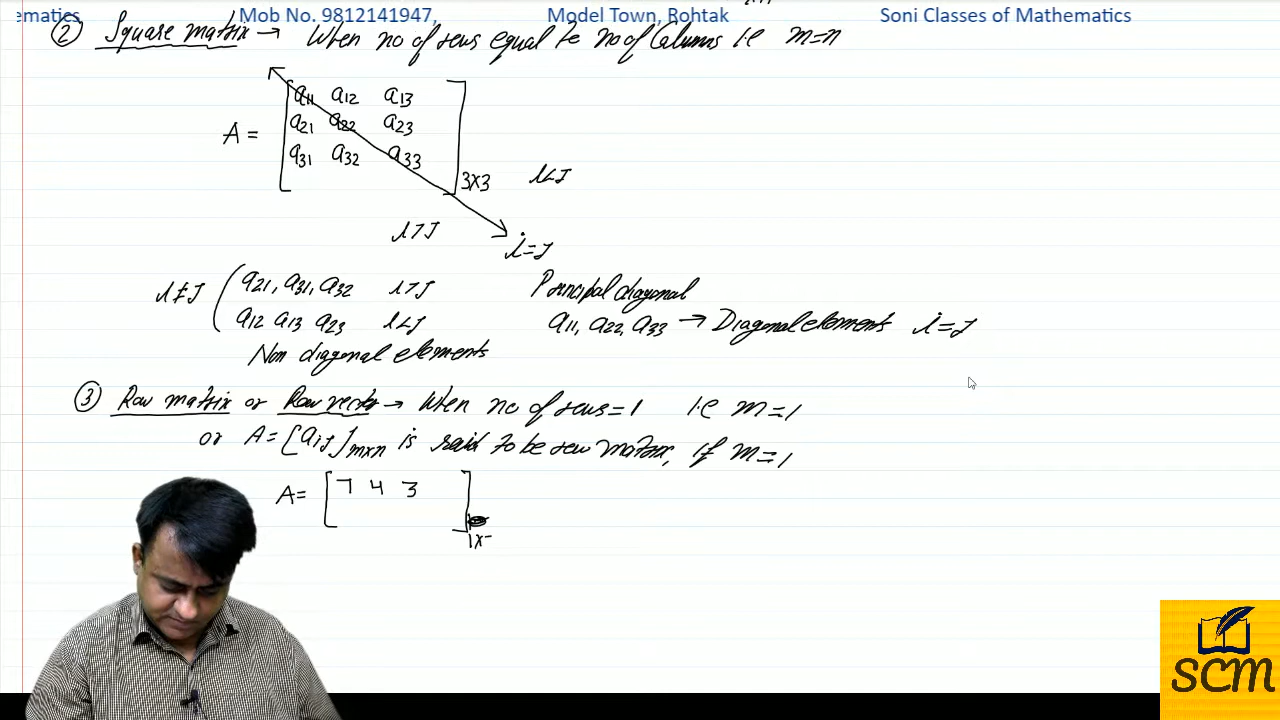 ematics Mob No. 9812141947, Model Town, Rohtak Soni Classes of Mathematics
② Square matrix → When no of rows equal to no of Columns i.e m=n
A = [ a11 a12 a13
a21 a22 a23
a31 a32 a33 ] 3×3 i<J
i>J
i=J
i≠J ( a21, a31, a32 i>J Principal diagonal
a12 a13 a23 i<J a11, a22, a33 → Diagonal elements i=J
Non diagonal elements
③ Row matrix or Row vector → When no of rows=1 i.e m=1
or A=[aiJ]m×n is said to be row matrix, if m=1
A= [ 7 4 3 ]
1×
SCM